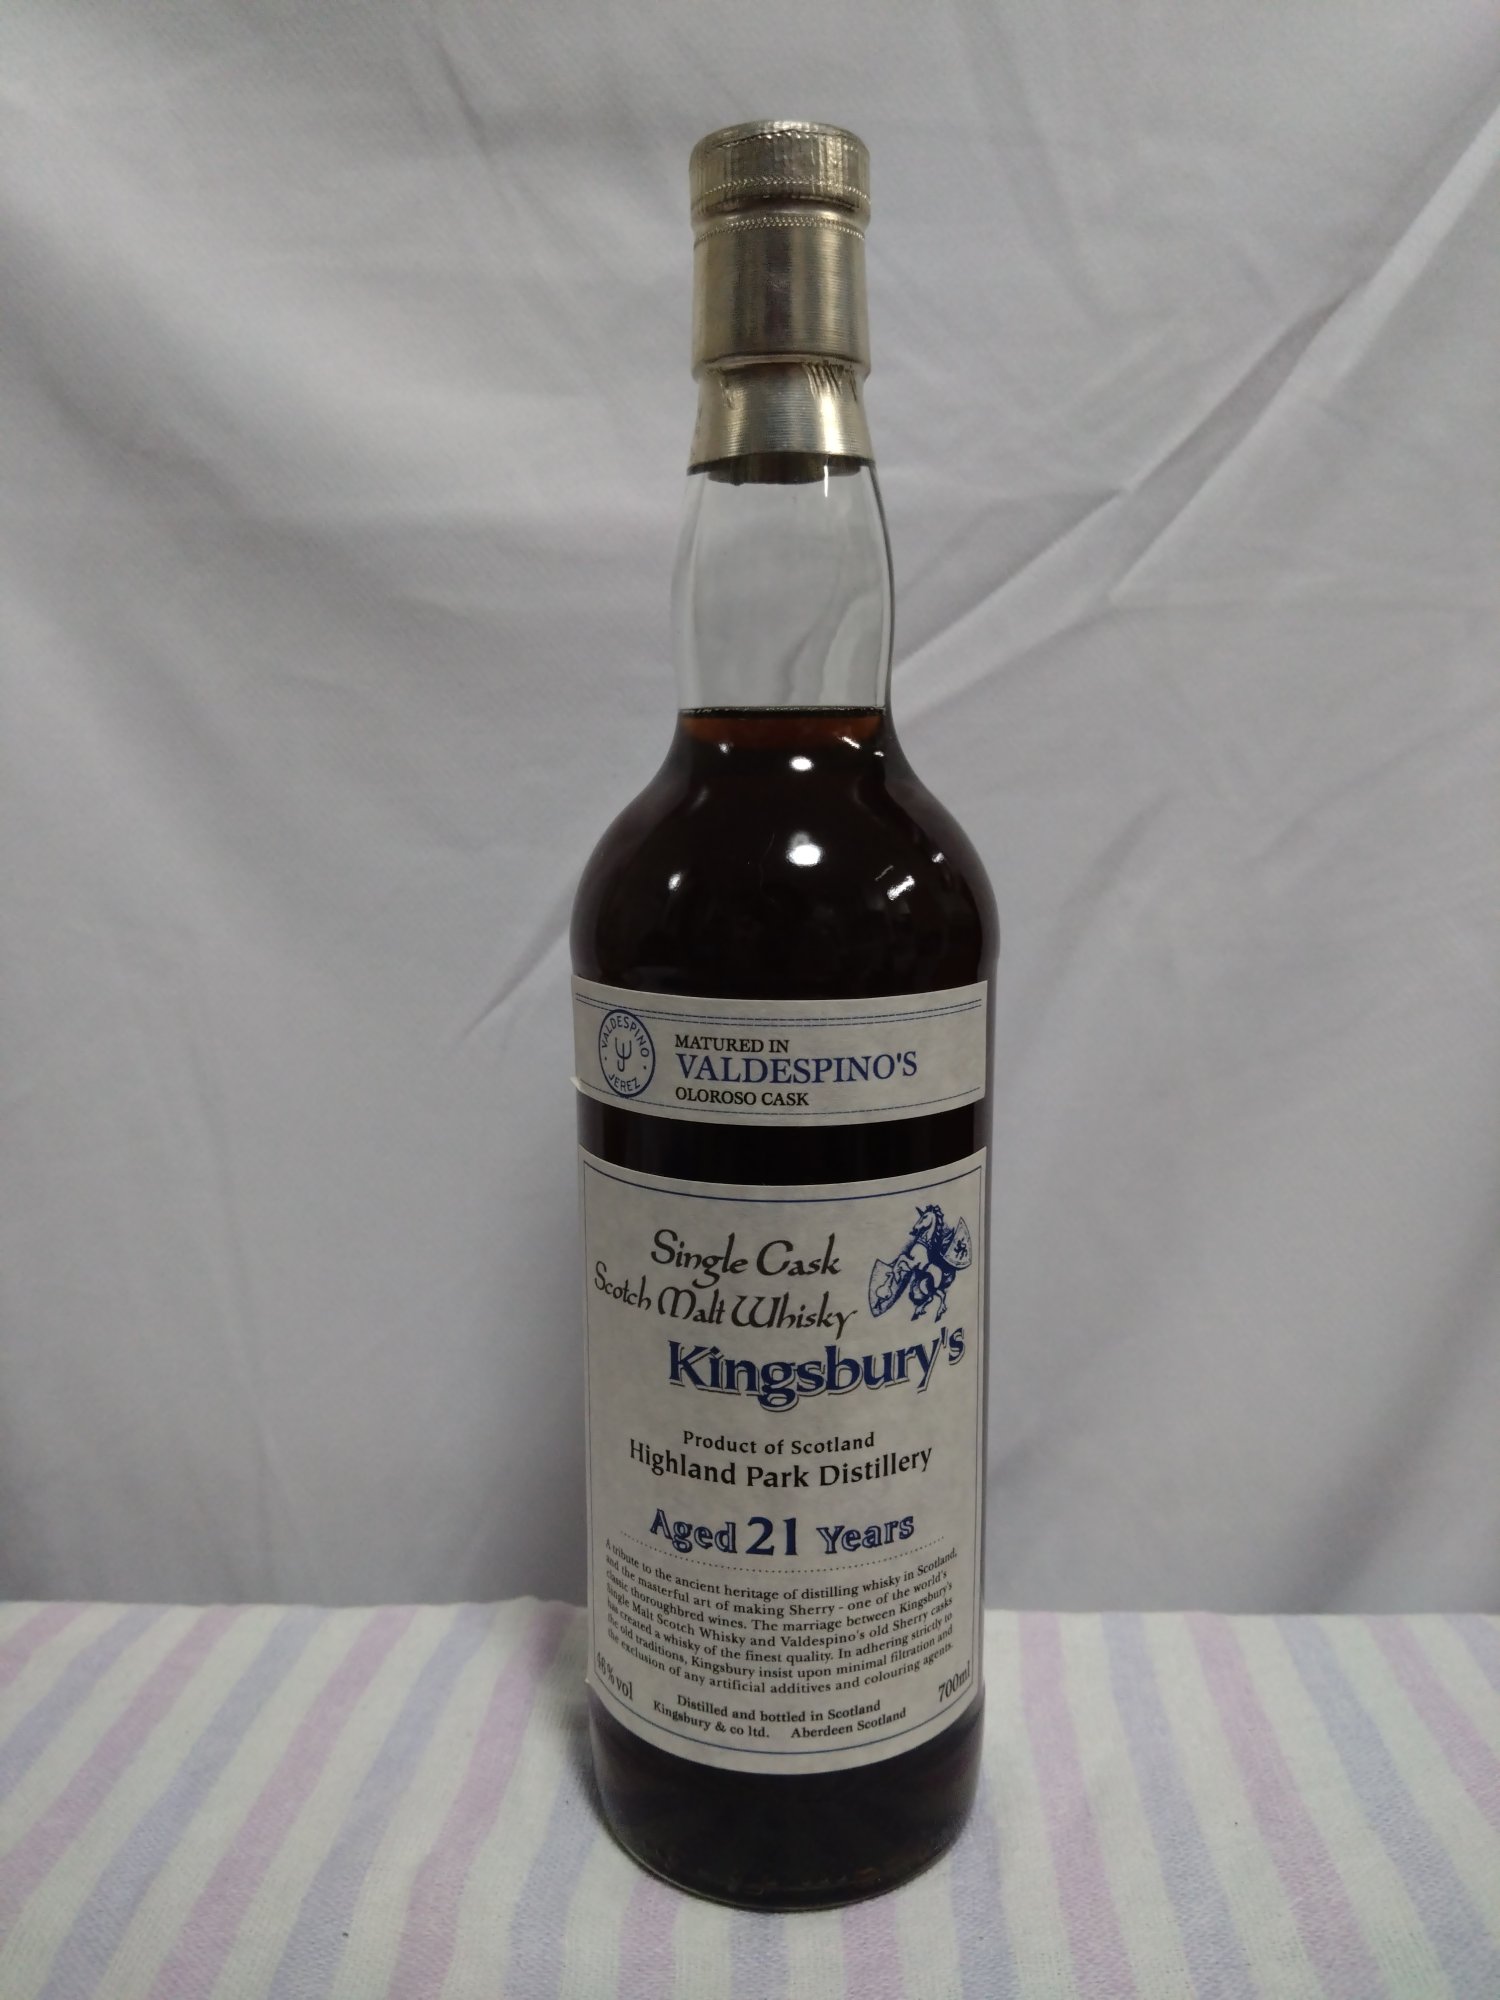 VALDESPINO
JEREZ
MATURED IN
VALDESPINO'S
OLOROSO CASK
Single Cask
Scotch Malt Whisky
Kingsbury's
Product of Scotland
Highland Park Distillery
Aged 21 Years
A tribute to the ancient heritage of distilling whisky in Scotland,
and the masterful art of making Sherry - one of the world's
classic thoroughbred wines. The marriage between Kingsbury's
Single Malt Scotch Whisky and Valdespino's old Sherry casks
has created a whisky of the finest quality. In adhering strictly to
the old traditions, Kingsbury insist upon minimal filtration and
the exclusion of any artificial additives and colouring agents.
46%vol
700ml
Distilled and bottled in Scotland
Kingsbury & co ltd. Aberdeen Scotland